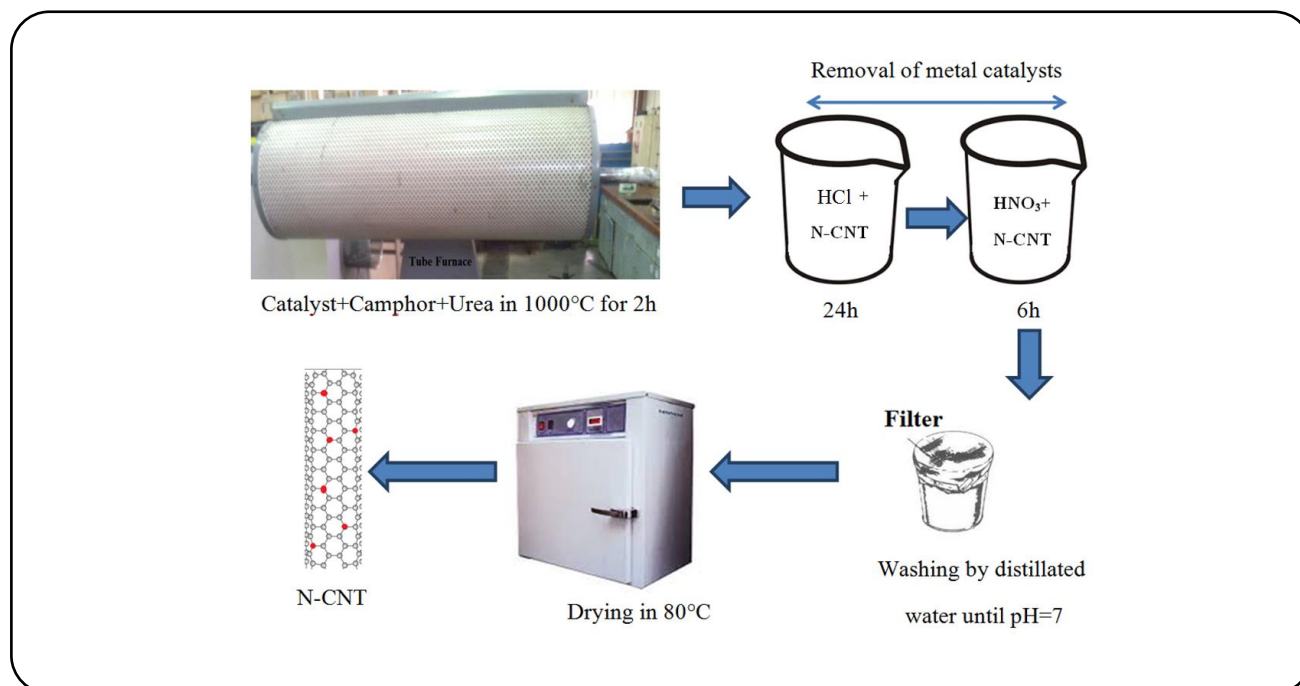 Removal of metal catalysts
HCl +
N-CNT
HNO₃+
N-CNT
Tube Furnace
Catalyst+Camphor+Urea in 1000°C for 2h
24h
6h
Filter
Washing by distillated
water until pH=7
Drying in 80°C
N-CNT